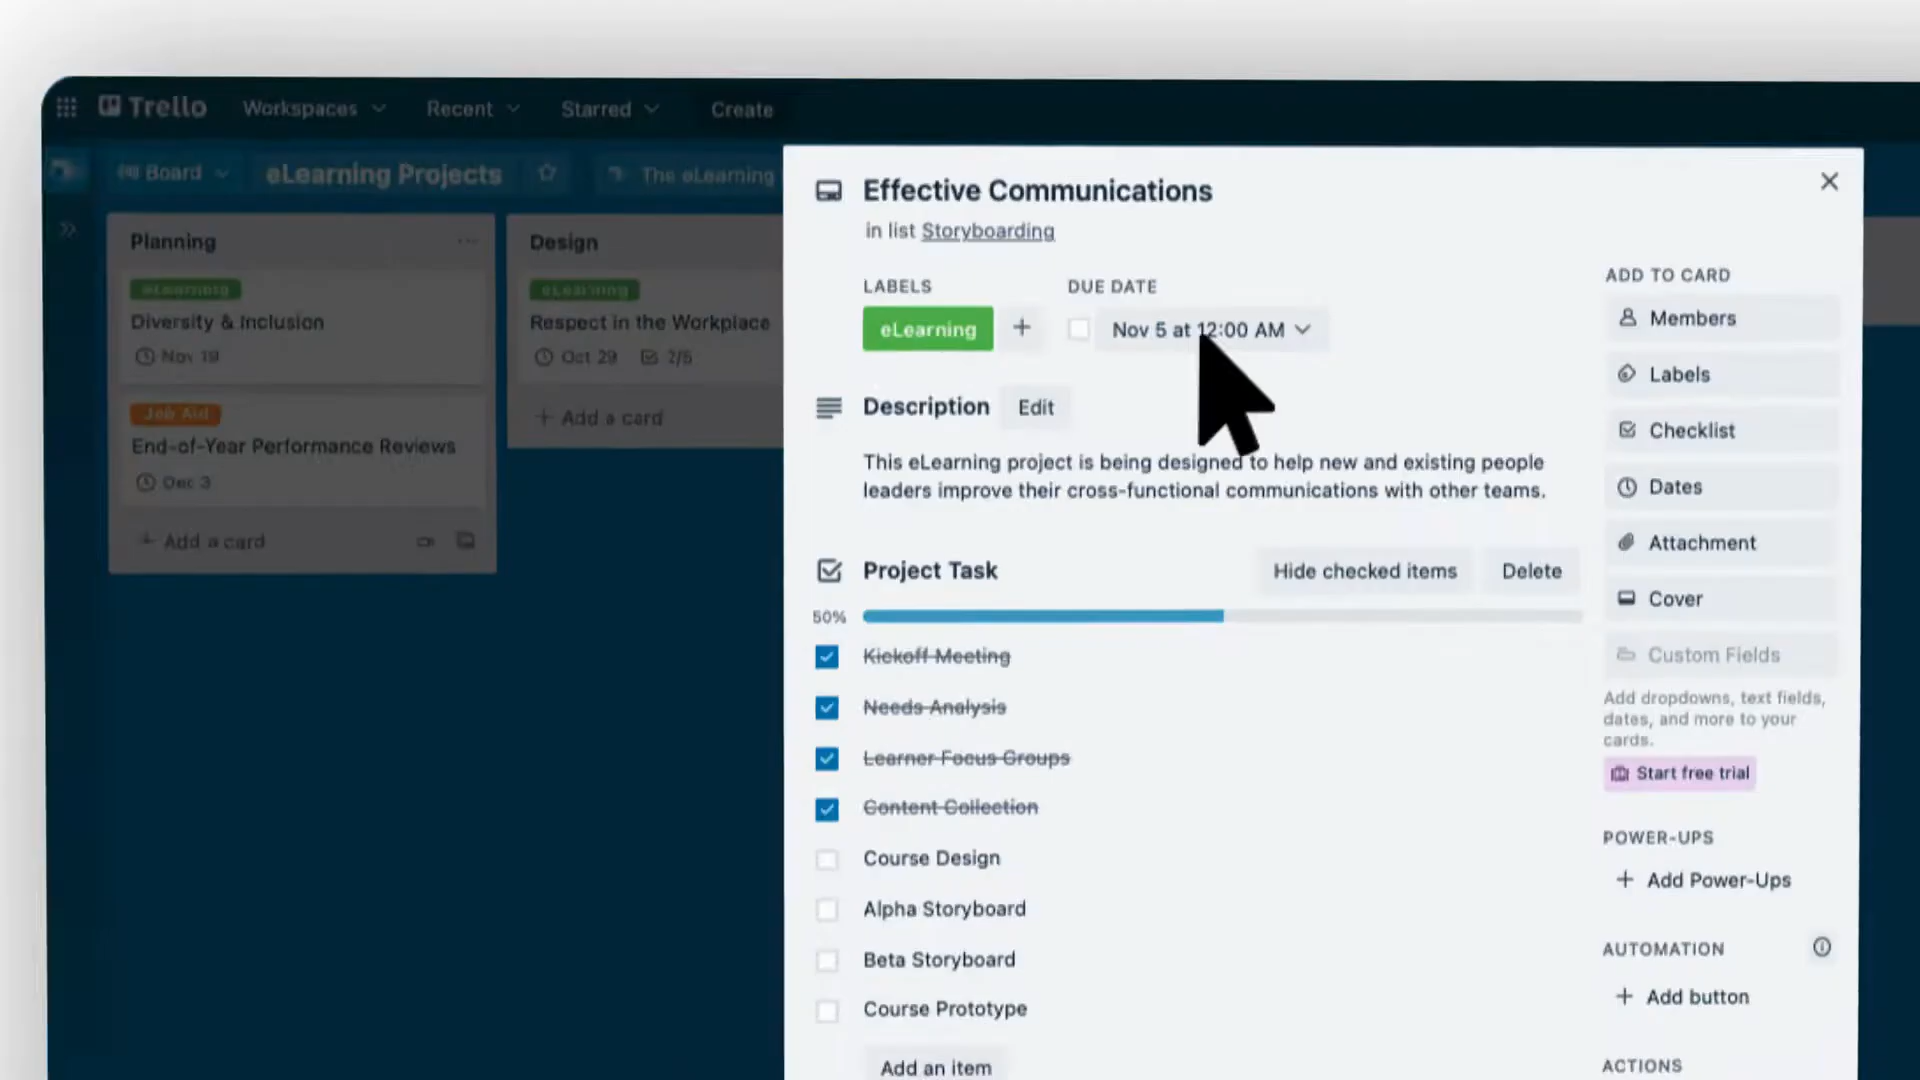 Trello
Workspaces
Recent
Starred
Create
Board
eLearning Projects
The eLearning
Planning
eLearning
Diversity & Inclusion
Nov 19
Job Aid
End-of-Year Performance Reviews
Dec 3
+ Add a card
Design
eLearning
Respect in the Workplace
Oct 29
2/5
+ Add a card
Effective Communications
in list Storyboarding
LABELS
eLearning
+
DUE DATE
Nov 5 at 12:00 AM
Description
Edit
This eLearning project is being designed to help new and existing people
leaders improve their cross-functional communications with other teams.
Project Task
Hide checked items
Delete
50%
Kickoff Meeting
Needs Analysis
Learner Focus Groups
Content Collection
Course Design
Alpha Storyboard
Beta Storyboard
Course Prototype
Add an item
ADD TO CARD
Members
Labels
Checklist
Dates
Attachment
Cover
Custom Fields
Add dropdowns, text fields,
dates, and more to your
cards.
Start free trial
POWER-UPS
+ Add Power-Ups
AUTOMATION
+ Add button
ACTIONS